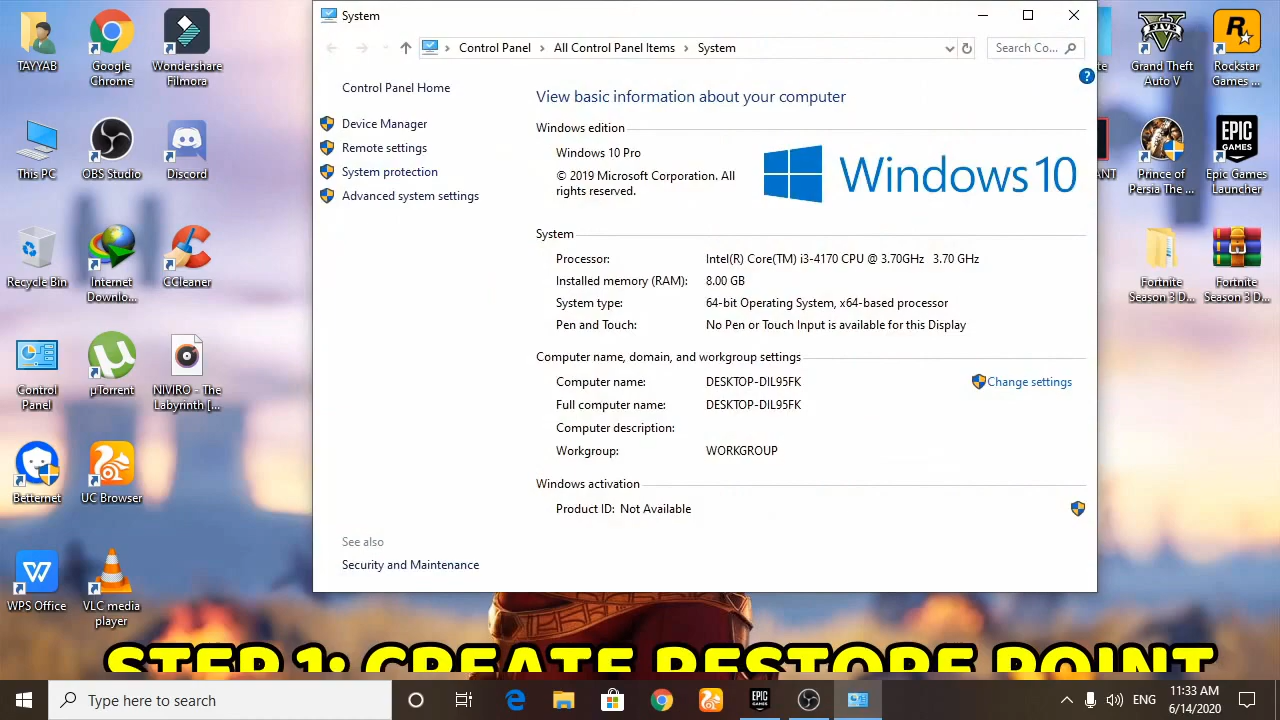 System
Control Panel > All Control Panel Items > System
Search Co...
Control Panel Home
Device Manager
Remote settings
System protection
Advanced system settings
See also
Security and Maintenance
View basic information about your computer
Windows edition
Windows 10 Pro
© 2019 Microsoft Corporation. All
rights reserved.
Windows 10
System
Processor: Intel(R) Core(TM) i3-4170 CPU @ 3.70GHz 3.70 GHz
Installed memory (RAM): 8.00 GB
System type: 64-bit Operating System, x64-based processor
Pen and Touch: No Pen or Touch Input is available for this Display
Computer name, domain, and workgroup settings
Computer name: DESKTOP-DIL95FK
Change settings
Full computer name: DESKTOP-DIL95FK
Computer description:
Workgroup: WORKGROUP
Windows activation
Product ID: Not Available
TAYYAB
Google
Chrome
Wondershare
Filmora
This PC
OBS Studio
Discord
Recycle Bin
Internet
Downlo...
CCleaner
Control
Panel
µTorrent
NIVIRO - The
Labyrinth [...
Betternet
UC Browser
WPS Office
VLC media
player
Grand Theft
Auto V
Rockstar
Games ...
Prince of
Persia The ...
EPIC
GAMES
Epic Games
Launcher
Fortnite
Season 3 D...
Fortnite
Season 3 D...
STEP 1: CREATE RESTORE POINT
Type here to search
EPIC
GAMES
ENG
11:33 AM
6/14/2020